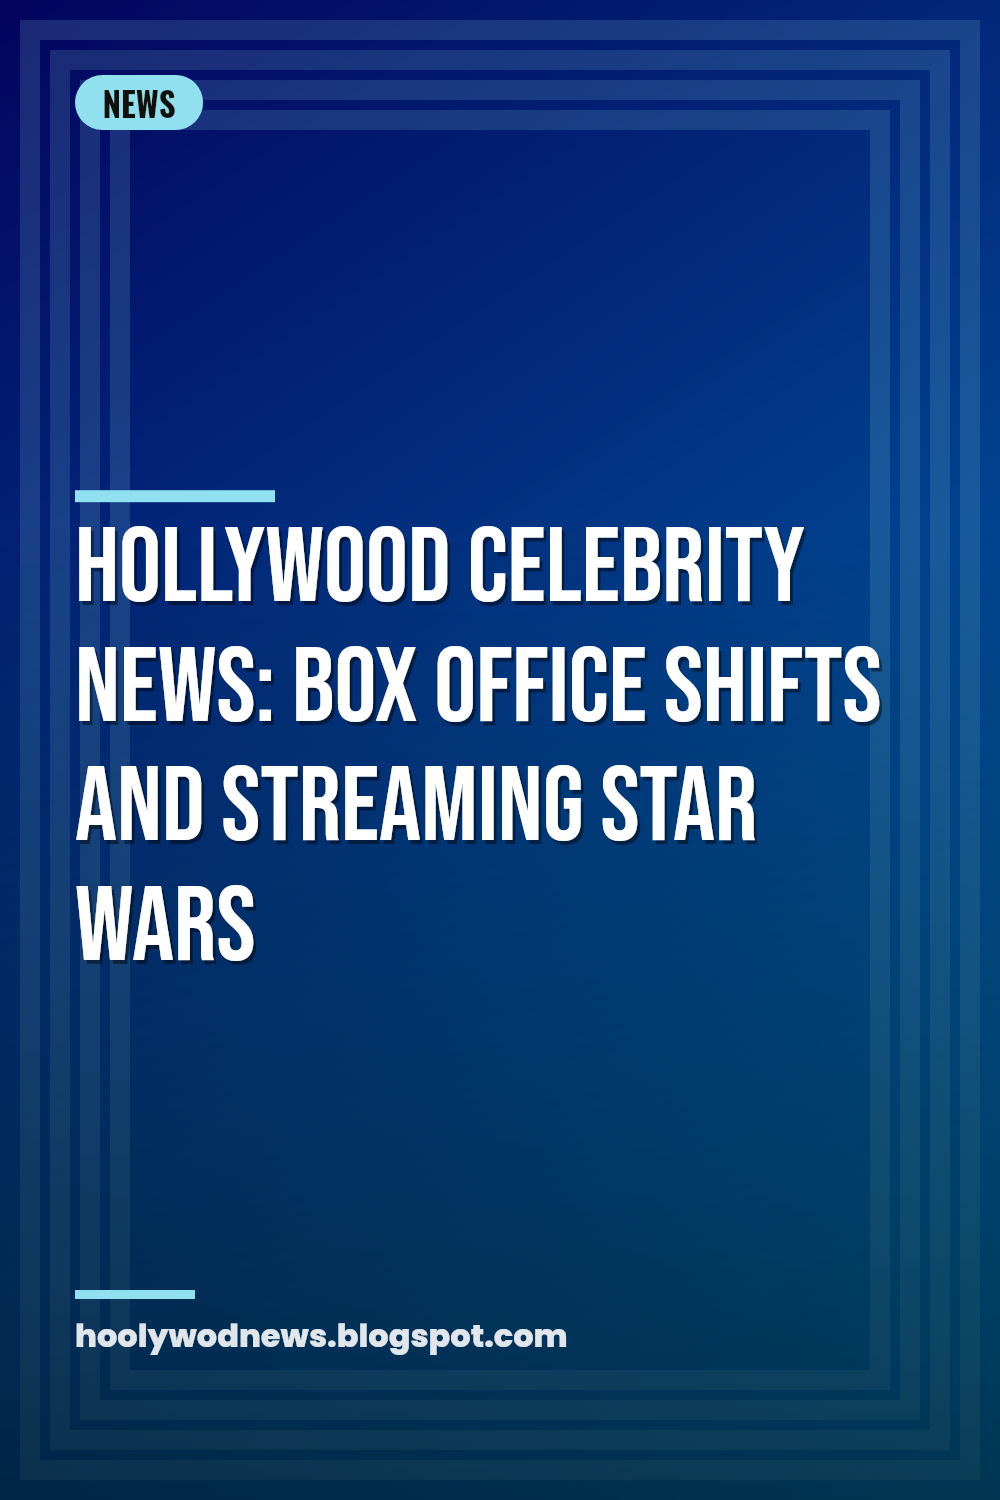 NEWS
HOLLYWOOD CELEBRITY
NEWS: BOX OFFICE SHIFTS
AND STREAMING STAR
WARS
hoolywodnews.blogspot.com